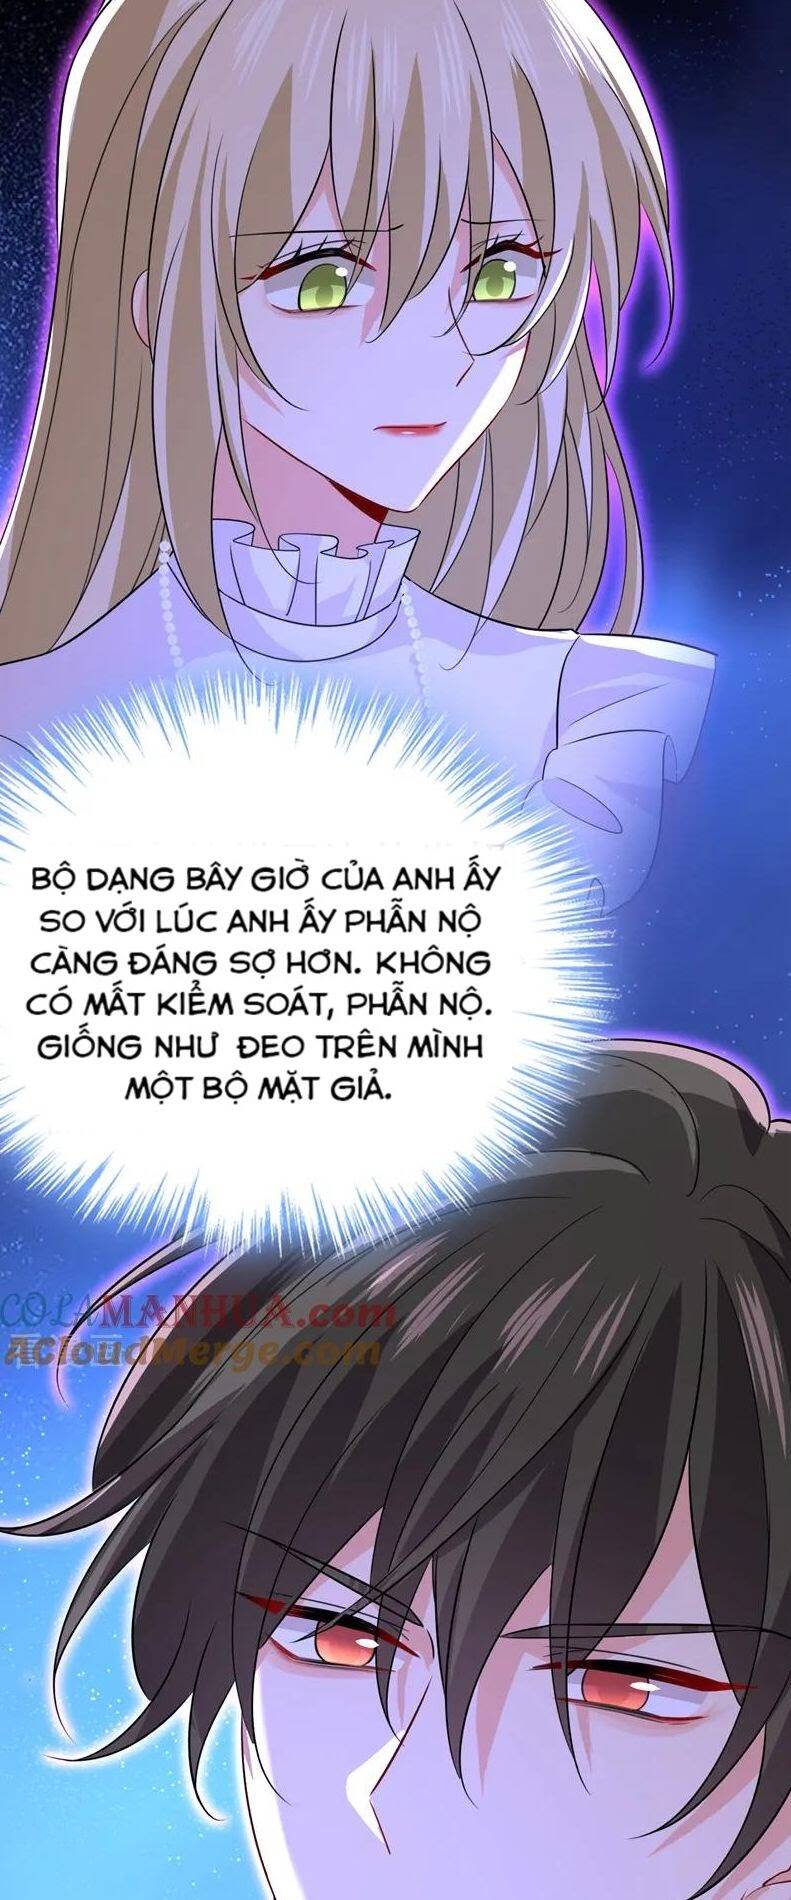 BỘ DẠNG BÂY GIỜ CỦA ANH ẤY
SO VỚI LÚC ANH ẤY PHẪN NỘ
CÀNG ĐÁNG SỢ HƠN. KHÔNG
CÓ MẤT KIỂM SOÁT, PHẪN NỘ.
GIỐNG NHƯ ĐEO TRÊN MÌNH
MỘT BỘ MẶT GIẢ.
COLAMANHUA.com
ACloudMerge.com